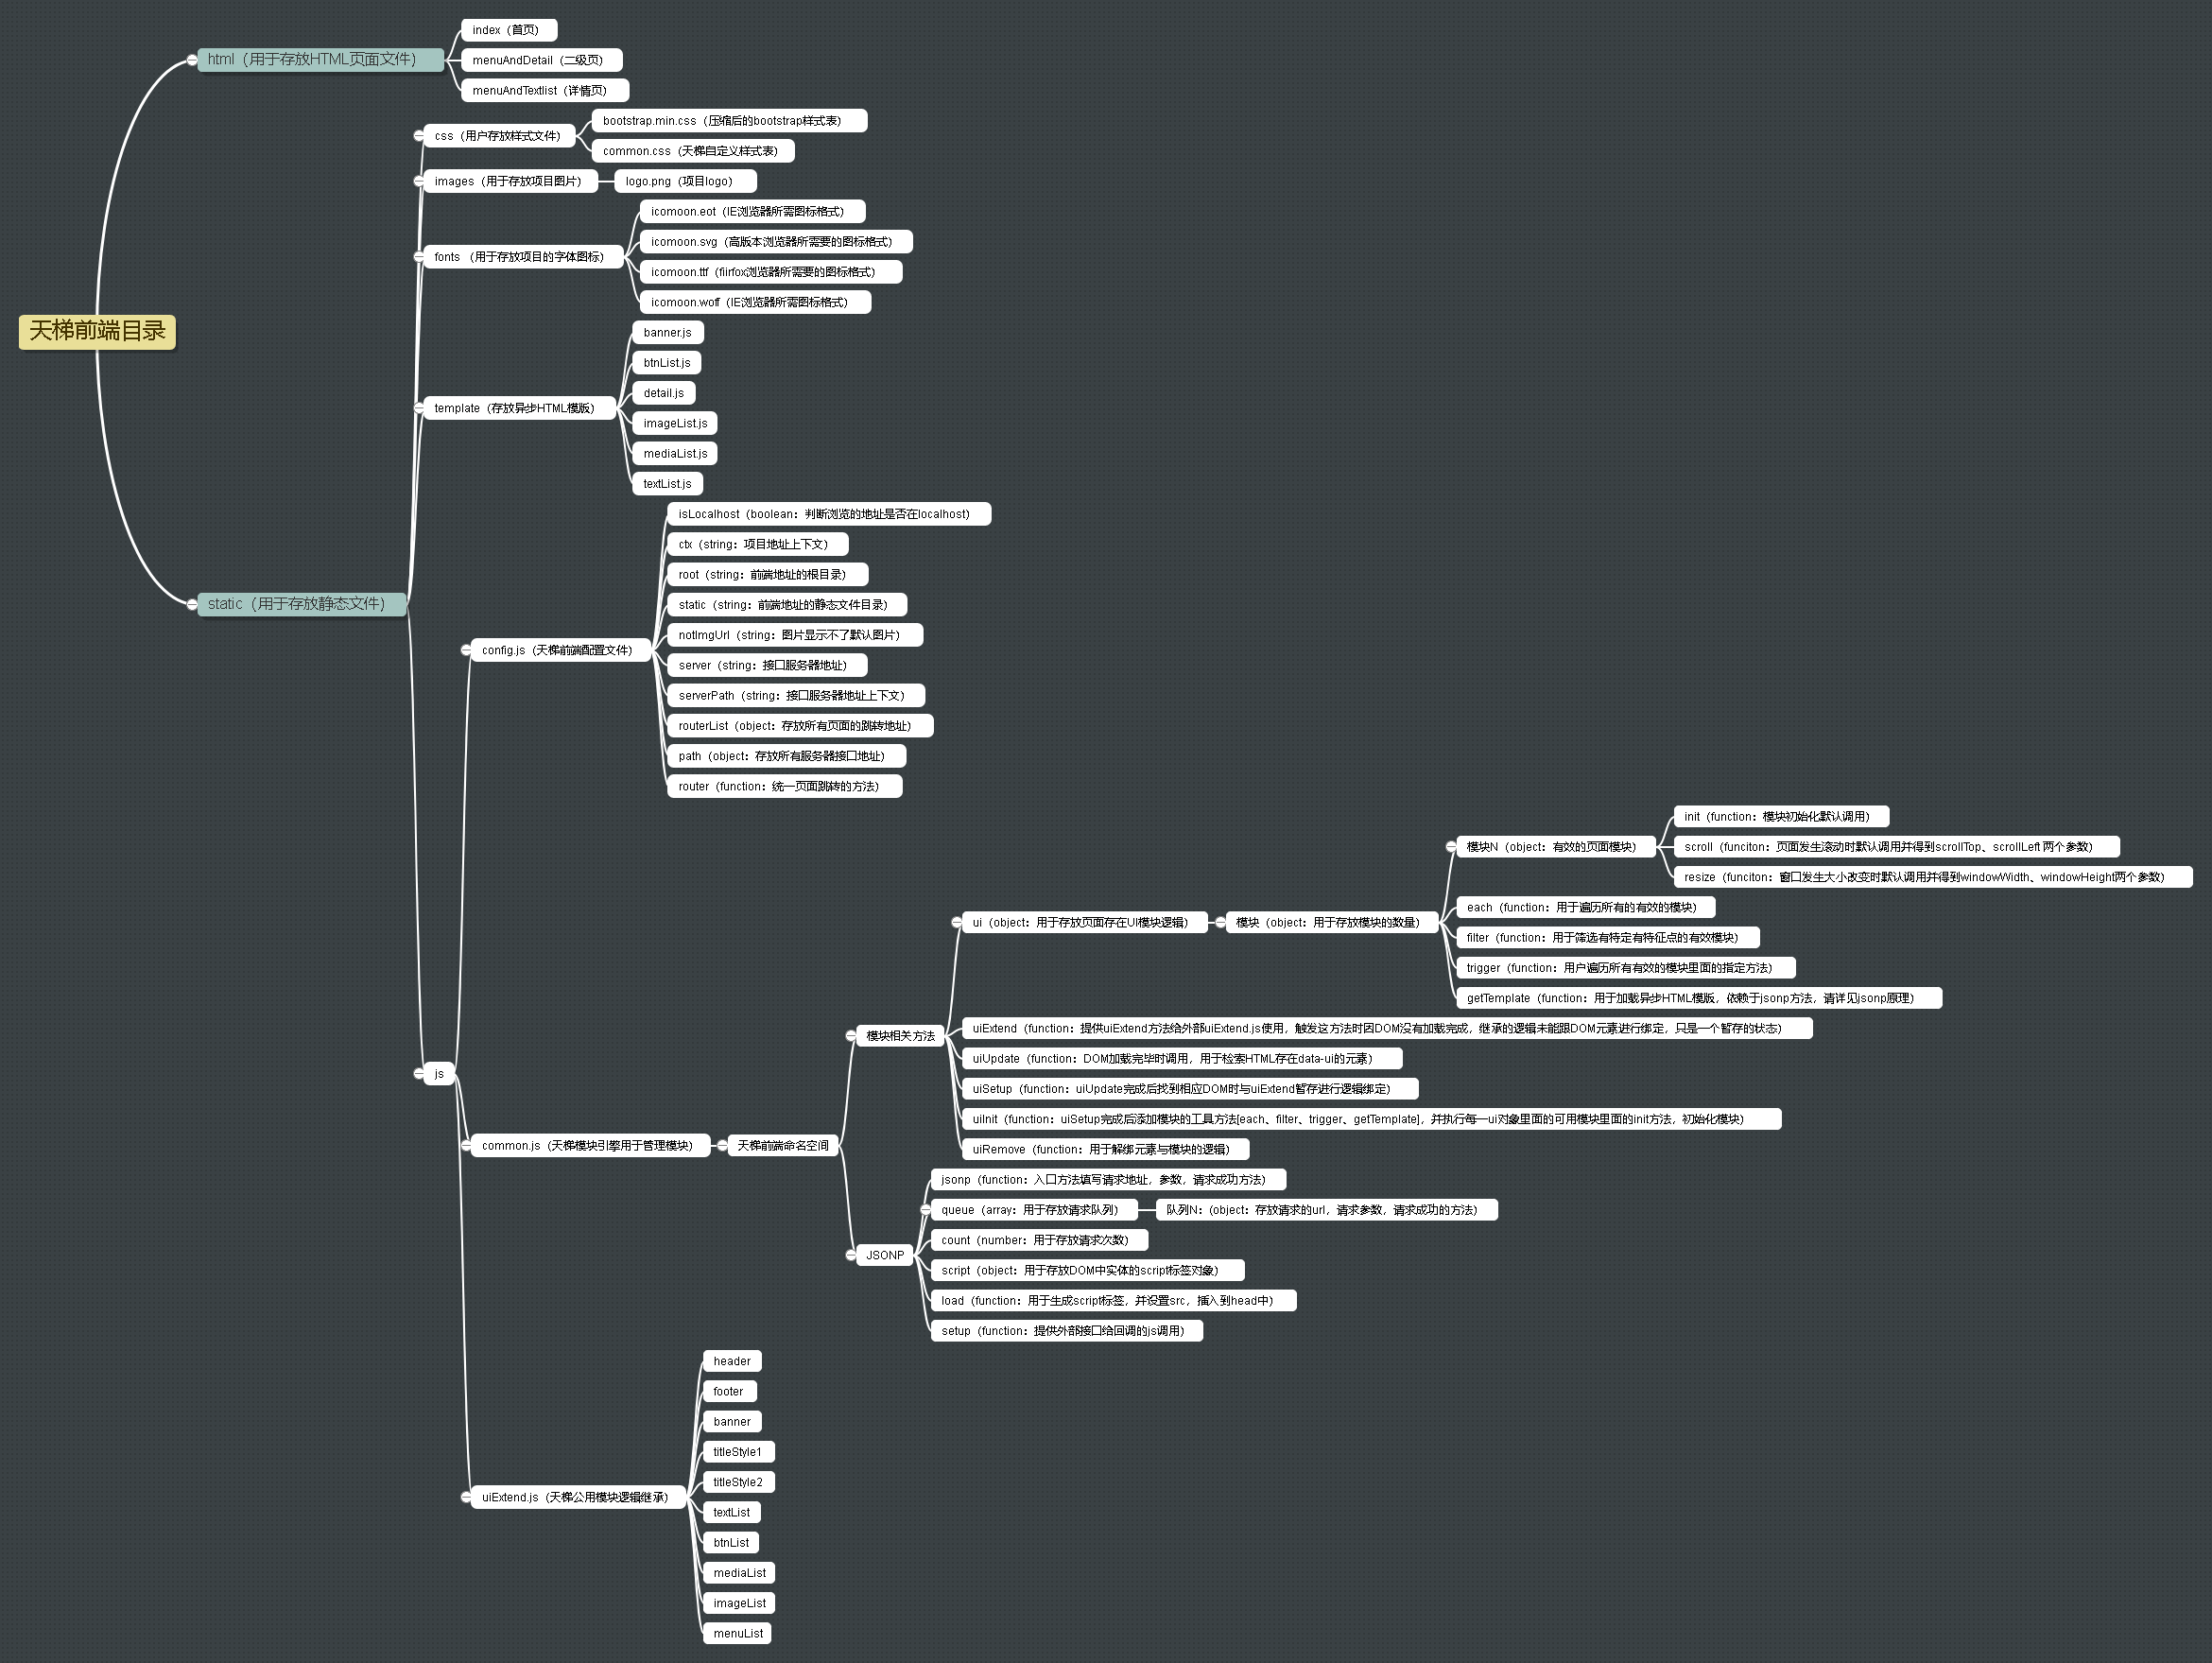 天梯前端目录
html（用于存放HTML页面文件）
index（首页）
menuAndDetail（二级页）
menuAndTextlist（详情页）
static（用于存放静态文件）
css（用户存放样式文件）
bootstrap.min.css（压缩后的bootstrap样式表）
common.css（天梯自定义样式表）
images（用于存放项目图片）
logo.png（项目logo）
fonts （用于存放项目的字体图标）
icomoon.eot（IE浏览器所需图标格式）
icomoon.svg（高版本浏览器所需要的图标格式）
icomoon.ttf（fiirfox浏览器所需要的图标格式）
icomoon.woff（IE浏览器所需图标格式）
template（存放异步HTML模版）
banner.js
btnList.js
detail.js
imageList.js
mediaList.js
textList.js
js
config.js（天梯前端配置文件）
isLocalhost（boolean：判断浏览的地址是否在localhost）
ctx（string：项目地址上下文）
root（string：前端地址的根目录）
static（string：前端地址的静态文件目录）
notImgUrl（string：图片显示不了默认图片）
server（string：接口服务器地址）
serverPath（string：接口服务器地址上下文）
routerList（object：存放所有页面的跳转地址）
path（object：存放所有服务器接口地址）
router（function：统一页面跳转的方法）
common.js（天梯模块引擎用于管理模块）
天梯前端命名空间
模块相关方法
ui（object：用于存放页面存在UI模块逻辑）
模块（object：用于存放模块的数量）
模块N（object：有效的页面模块）
init（function：模块初始化默认调用）
scroll（funciton：页面发生滚动时默认调用并得到scrollTop、scrollLeft 两个参数）
resize（funciton：窗口发生大小改变时默认调用并得到windowWidth、windowHeight两个参数）
each（function：用于遍历所有的有效的模块）
filter（function：用于筛选有特定有特征点的有效模块）
trigger（function：用户遍历所有有效的模块里面的指定方法）
getTemplate（function：用于加载异步HTML模版，依赖于jsonp方法，请详见jsonp原理）
uiExtend（function：提供uiExtend方法给外部uiExtend.js使用，触发这方法时因DOM没有加载完成，继承的逻辑未能跟DOM元素进行绑定，只是一个暂存的状态）
uiUpdate（function：DOM加载完毕时调用，用于检索HTML存在data-ui的元素）
uiSetup（function：uiUpdate完成后找到相应DOM时与uiExtend暂存进行逻辑绑定）
uiInit（function：uiSetup完成后添加模块的工具方法[each、filter、trigger、getTemplate]，并执行每一ui对象里面的可用模块里面的init方法，初始化模块）
uiRemove（function：用于解绑元素与模块的逻辑）
JSONP
jsonp（function：入口方法填写请求地址，参数，请求成功方法）
queue（array：用于存放请求队列）
队列N：（object：存放请求的url，请求参数，请求成功的方法）
count（number：用于存放请求次数）
script（object：用于存放DOM中实体的script标签对象）
load（function：用于生成script标签，并设置src，插入到head中）
setup（function：提供外部接口给回调的js调用）
uiExtend.js（天梯公用模块逻辑继承）
header
footer
banner
titleStyle1
titleStyle2
textList
btnList
mediaList
imageList
menuList